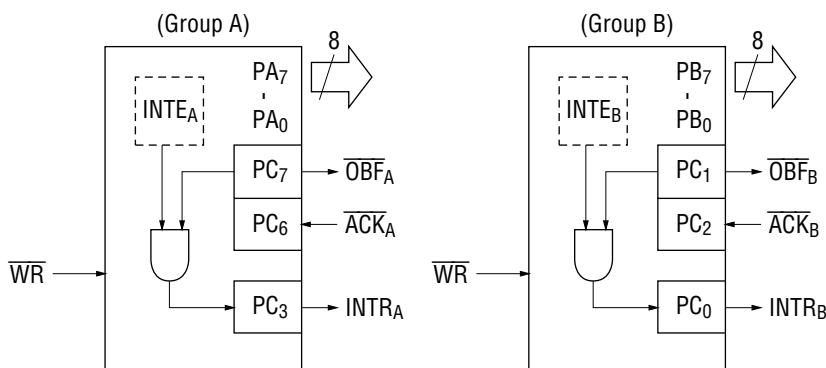 (Group A)
8
PA7
PA0
INTEA
PC7
OBFA
PC6
ACKA
WR
PC3
INTRA
(Group B)
8
PB7
PB0
INTEB
PC1
OBFB
PC2
ACKB
WR
PC0
INTRB